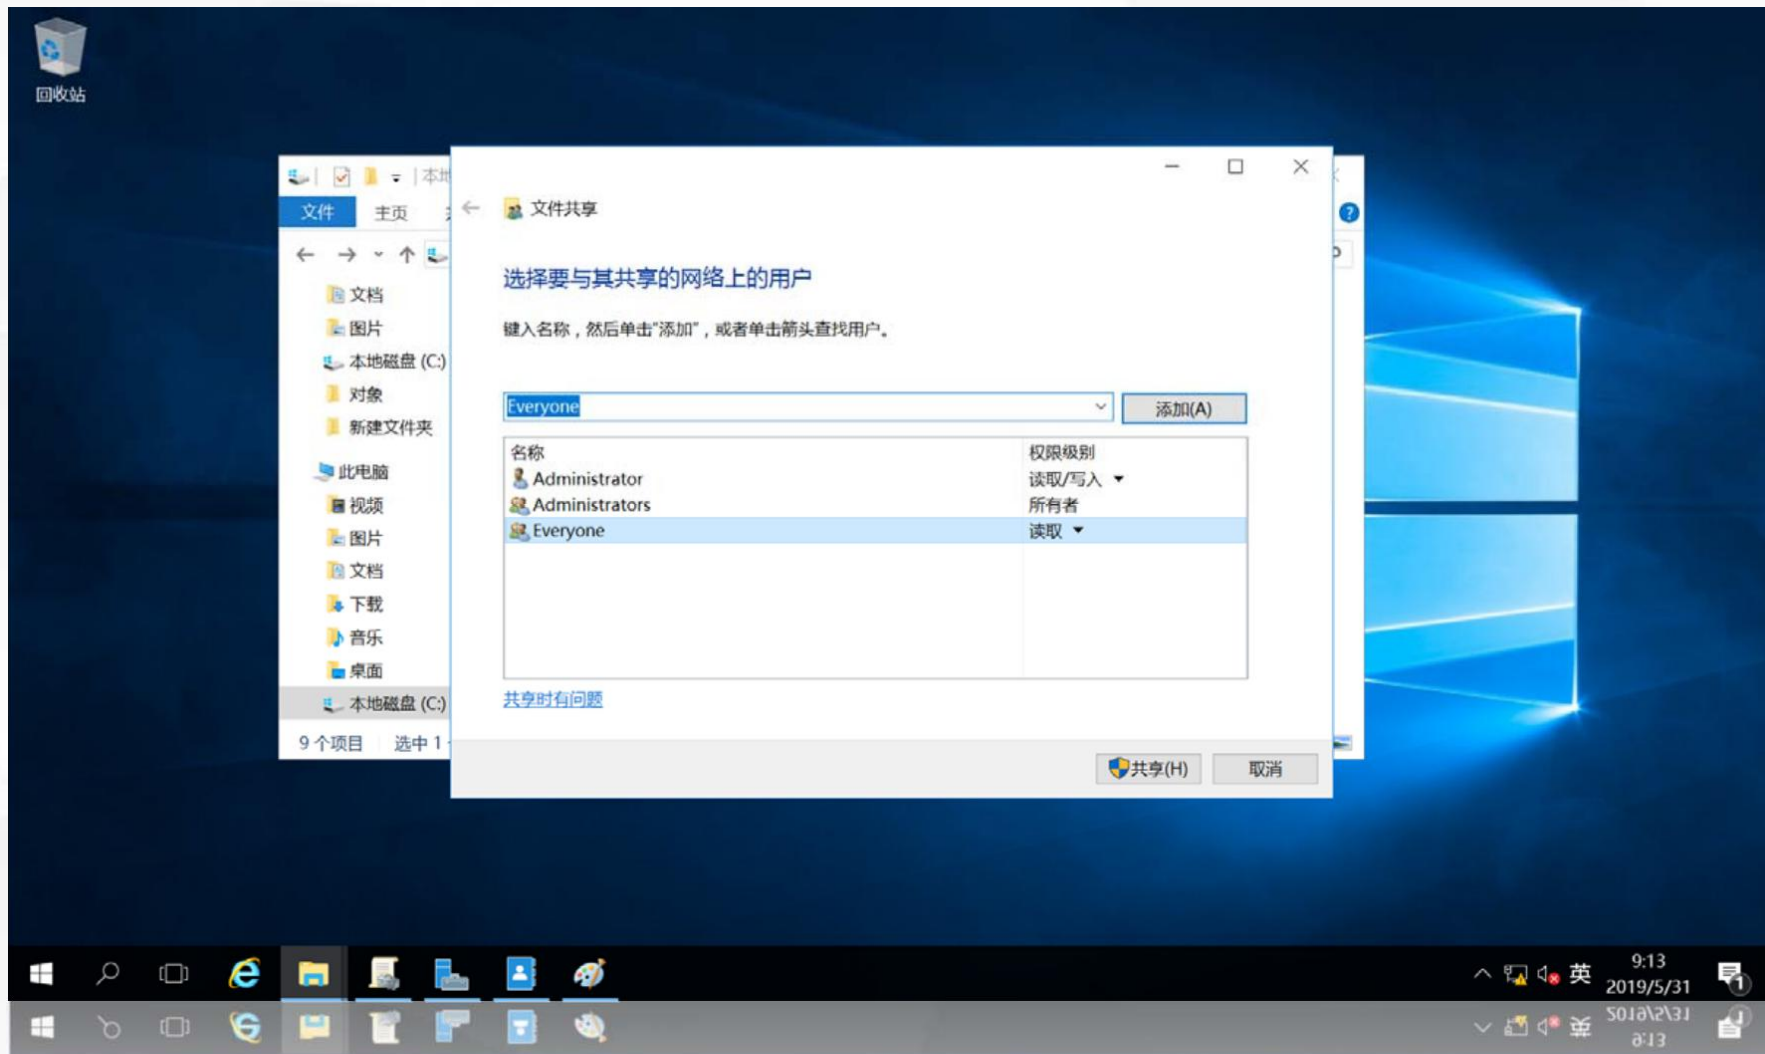 回收站
本地
文件
主页
文件共享
选择要与其共享的网络上的用户
键入名称，然后单击"添加"，或者单击箭头查找用户。
文档
图片
本地磁盘 (C:)
对象
新建文件夹
此电脑
视频
图片
文档
下载
音乐
桌面
本地磁盘 (C:)
9 个项目 选中 1
Everyone
添加(A)
名称 权限级别
Administrator 读取/写入
Administrators 所有者
Everyone 读取
共享时有问题
共享(H) 取消
英
9:13
2019/5/31
1